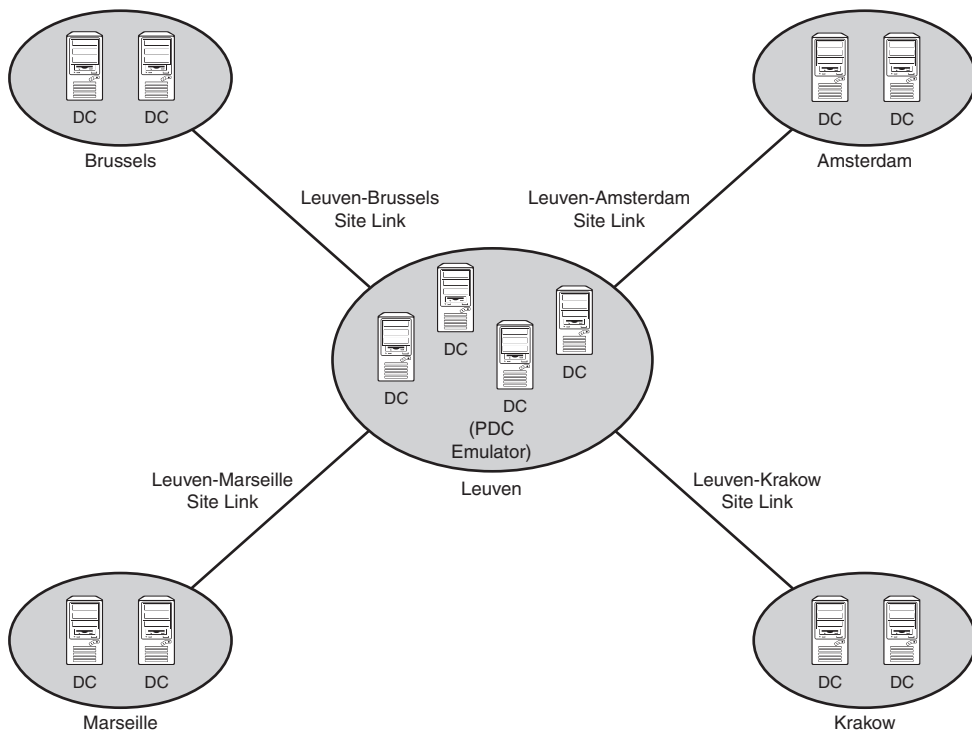 DC DC
Brussels
DC DC
Amsterdam
Leuven-Brussels
Site Link
Leuven-Amsterdam
Site Link
DC
DC
DC
DC
(PDC
Emulator)
Leuven
Leuven-Marseille
Site Link
Leuven-Krakow
Site Link
DC DC
Marseille
DC DC
Krakow